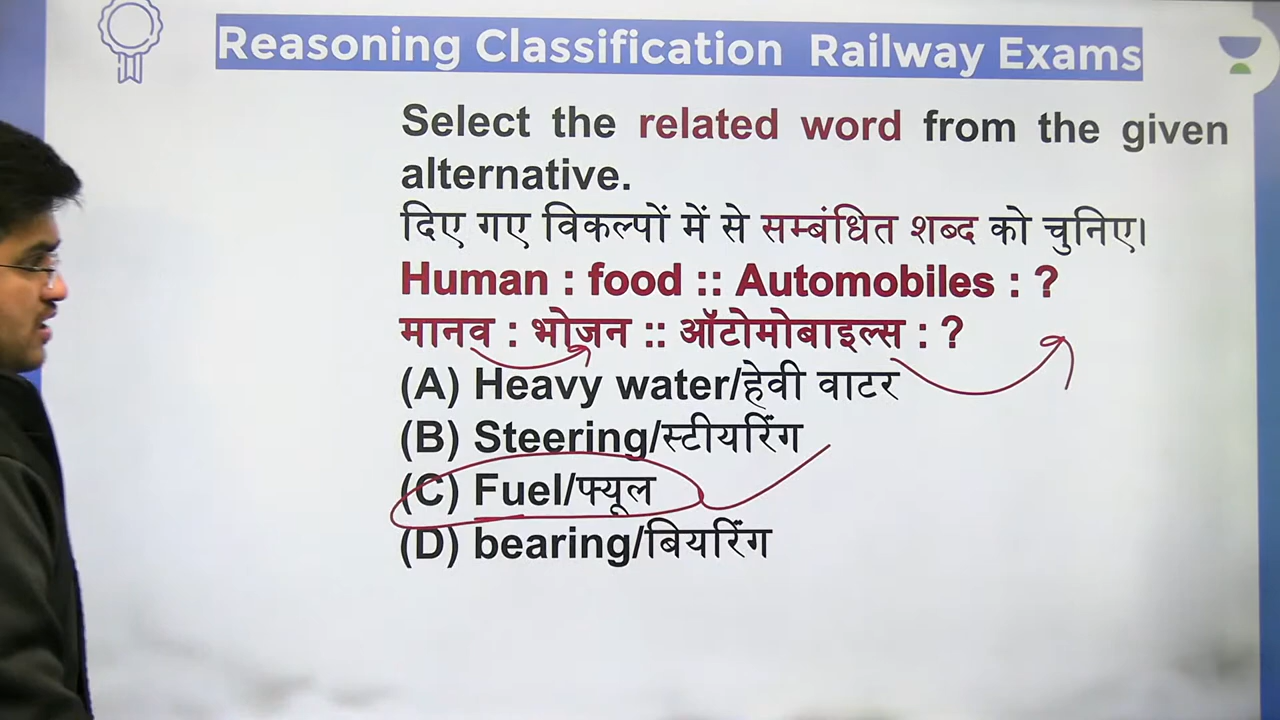 Reasoning Classification Railway Exams
Select the related word from the given
alternative.
दिए गए विकल्पों में से सम्बंधित शब्द को चुनिए।
Human : food :: Automobiles : ?
मानव : भोजन :: ऑटोमोबाइल्स : ?
(A) Heavy water/हेवी वाटर
(B) Steering/स्टीयरिंग
(C) Fuel/फ्यूल
(D) bearing/बियरिंग